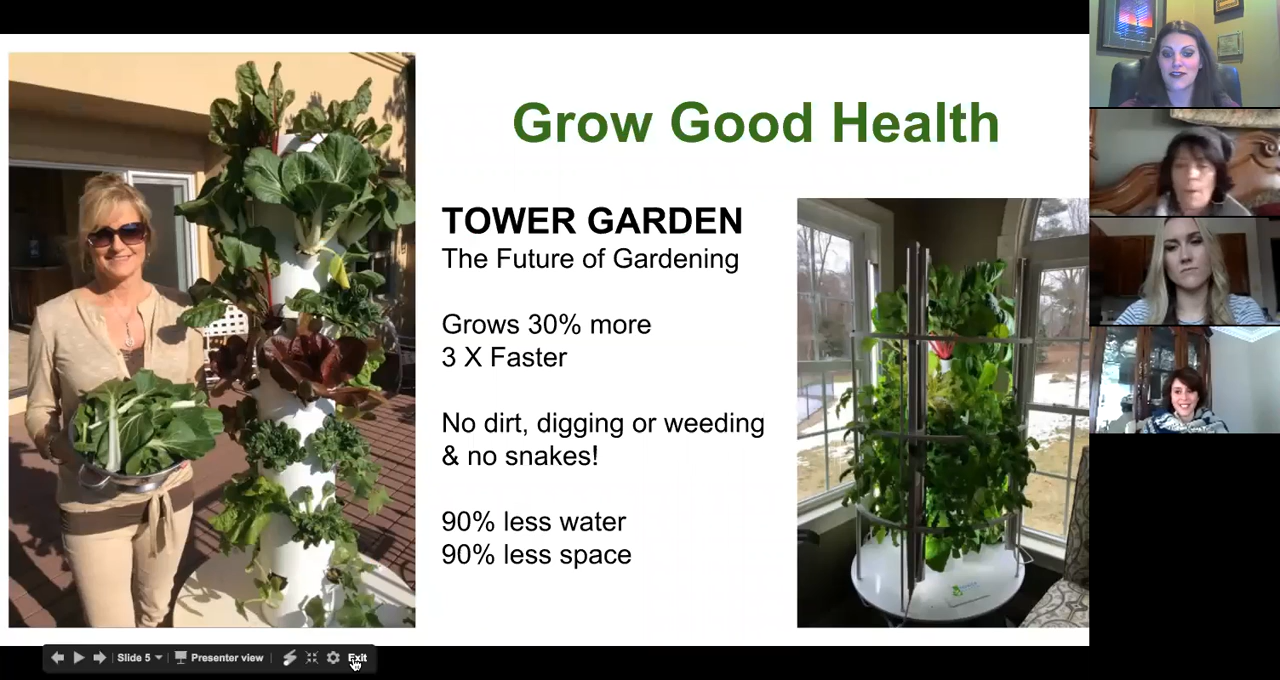 Grow Good Health
TOWER GARDEN
The Future of Gardening
Grows 30% more
3 X Faster
No dirt, digging or weeding
& no snakes!
90% less water
90% less space
Slide 5
Presenter view
Exit